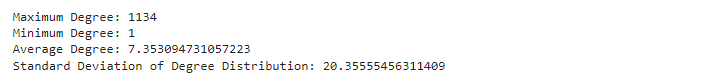 Maximum Degree: 1134
Minimum Degree: 1
Average Degree: 7.353094731057223
Standard Deviation of Degree Distribution: 20.35555456311409